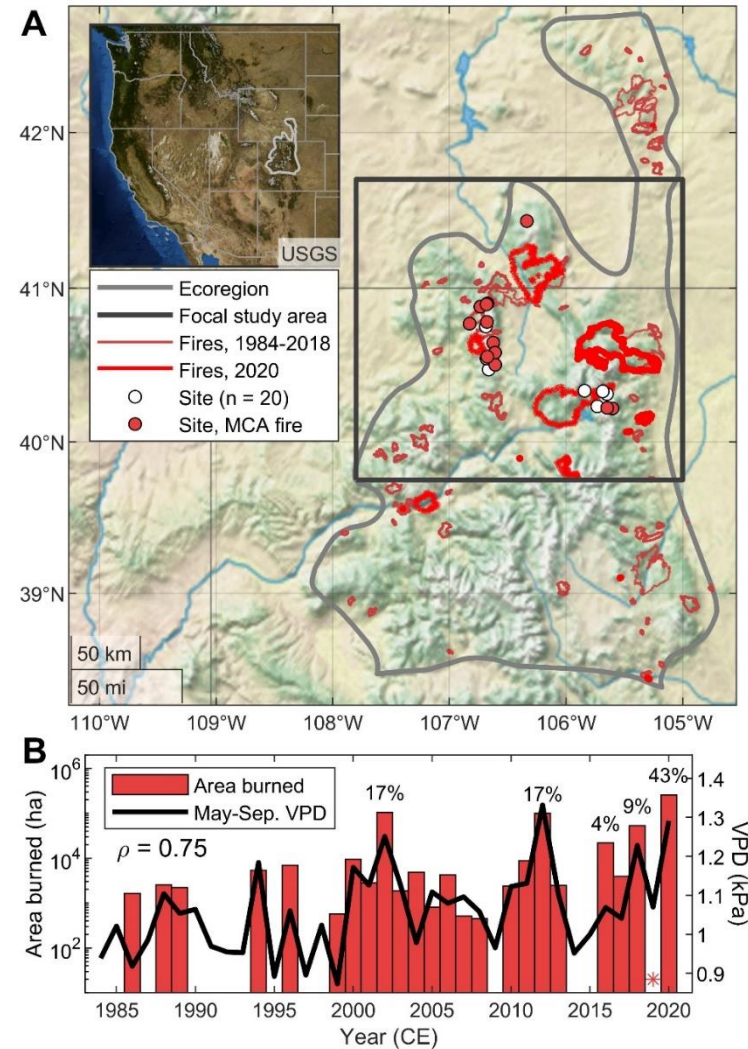 A
USGS
Ecoregion
Focal study area
Fires, 1984-2018
Fires, 2020
Site (n = 20)
Site, MCA fire
42°N
41°N
40°N
39°N
50 km
50 mi
110°W 109°W 108°W 107°W 106°W 105°W
B
Area burned
May-Sep. VPD
ρ = 0.75
17%
17%
4%
9%
43%
Area burned (ha)
10⁶
10⁴
10²
VPD (kPa)
1.4
1.3
1.2
1.1
1
0.9
*
1985 1990 1995 2000 2005 2010 2015 2020
Year (CE)